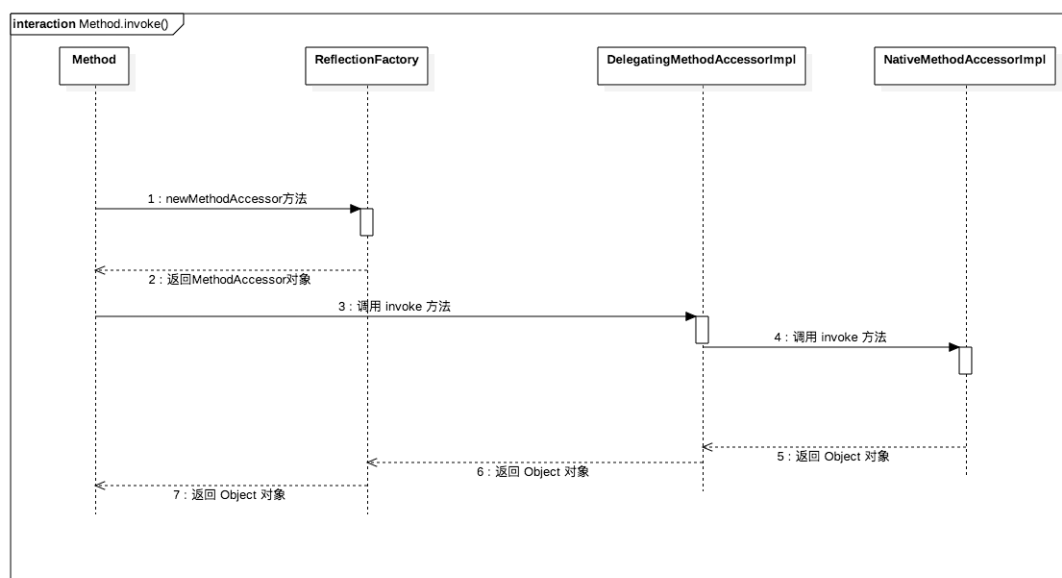 interaction Method.invoke()
Method
ReflectionFactory
DelegatingMethodAccessorImpl
NativeMethodAccessorImpl
1 : newMethodAccessor方法
2 : 返回MethodAccessor对象
3 : 调用 invoke 方法
4 : 调用 invoke 方法
5 : 返回 Object 对象
6 : 返回 Object 对象
7 : 返回 Object 对象